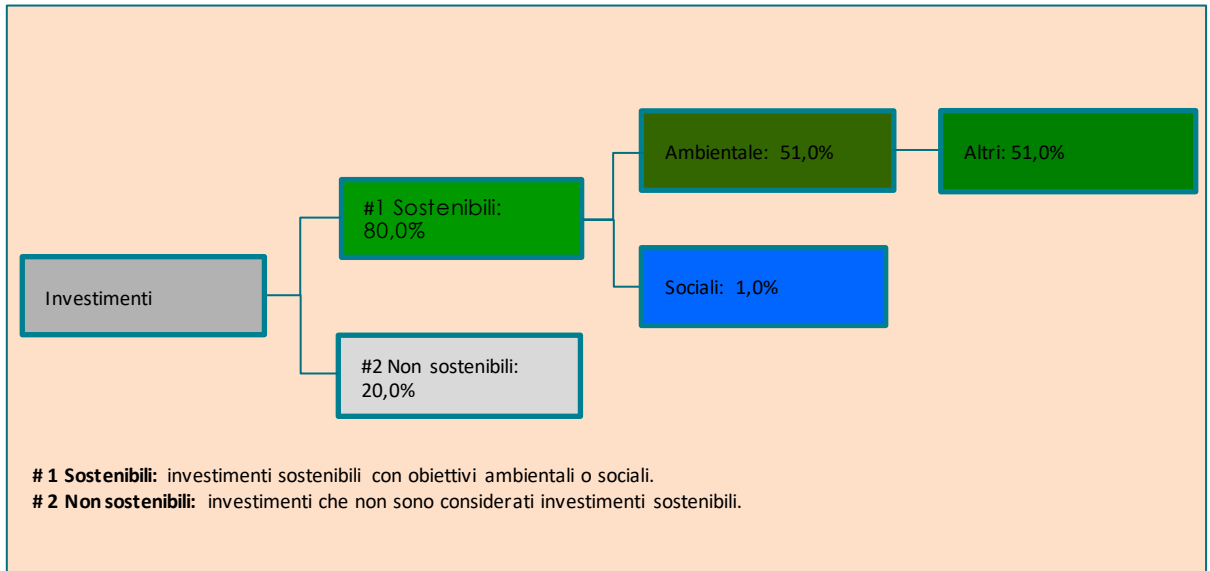 Ambientale: 51,0%
Altri: 51,0%
#1 Sostenibili:
80,0%
Investimenti
Sociali: 1,0%
#2 Non sostenibili:
20,0%
# 1 Sostenibili: investimenti sostenibili con obiettivi ambientali o sociali.
# 2 Non sostenibili: investimenti che non sono considerati investimenti sostenibili.